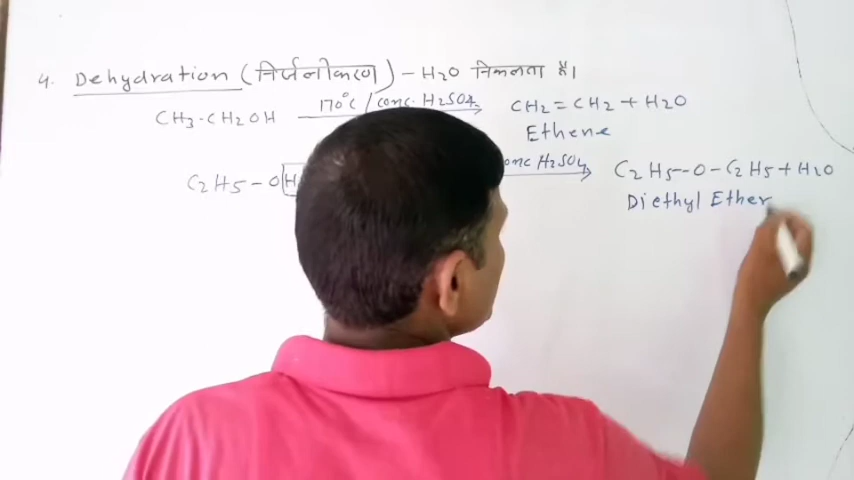 4. Dehydration (निर्जलीकरण) - H2O निकलता है।
CH3-CH2OH 170°C / conc. H2SO4 CH2 = CH2 + H2O
Ethene
C2H5-O H conc H2SO4 C2H5-O-C2H5 + H2O
Diethyl Ether